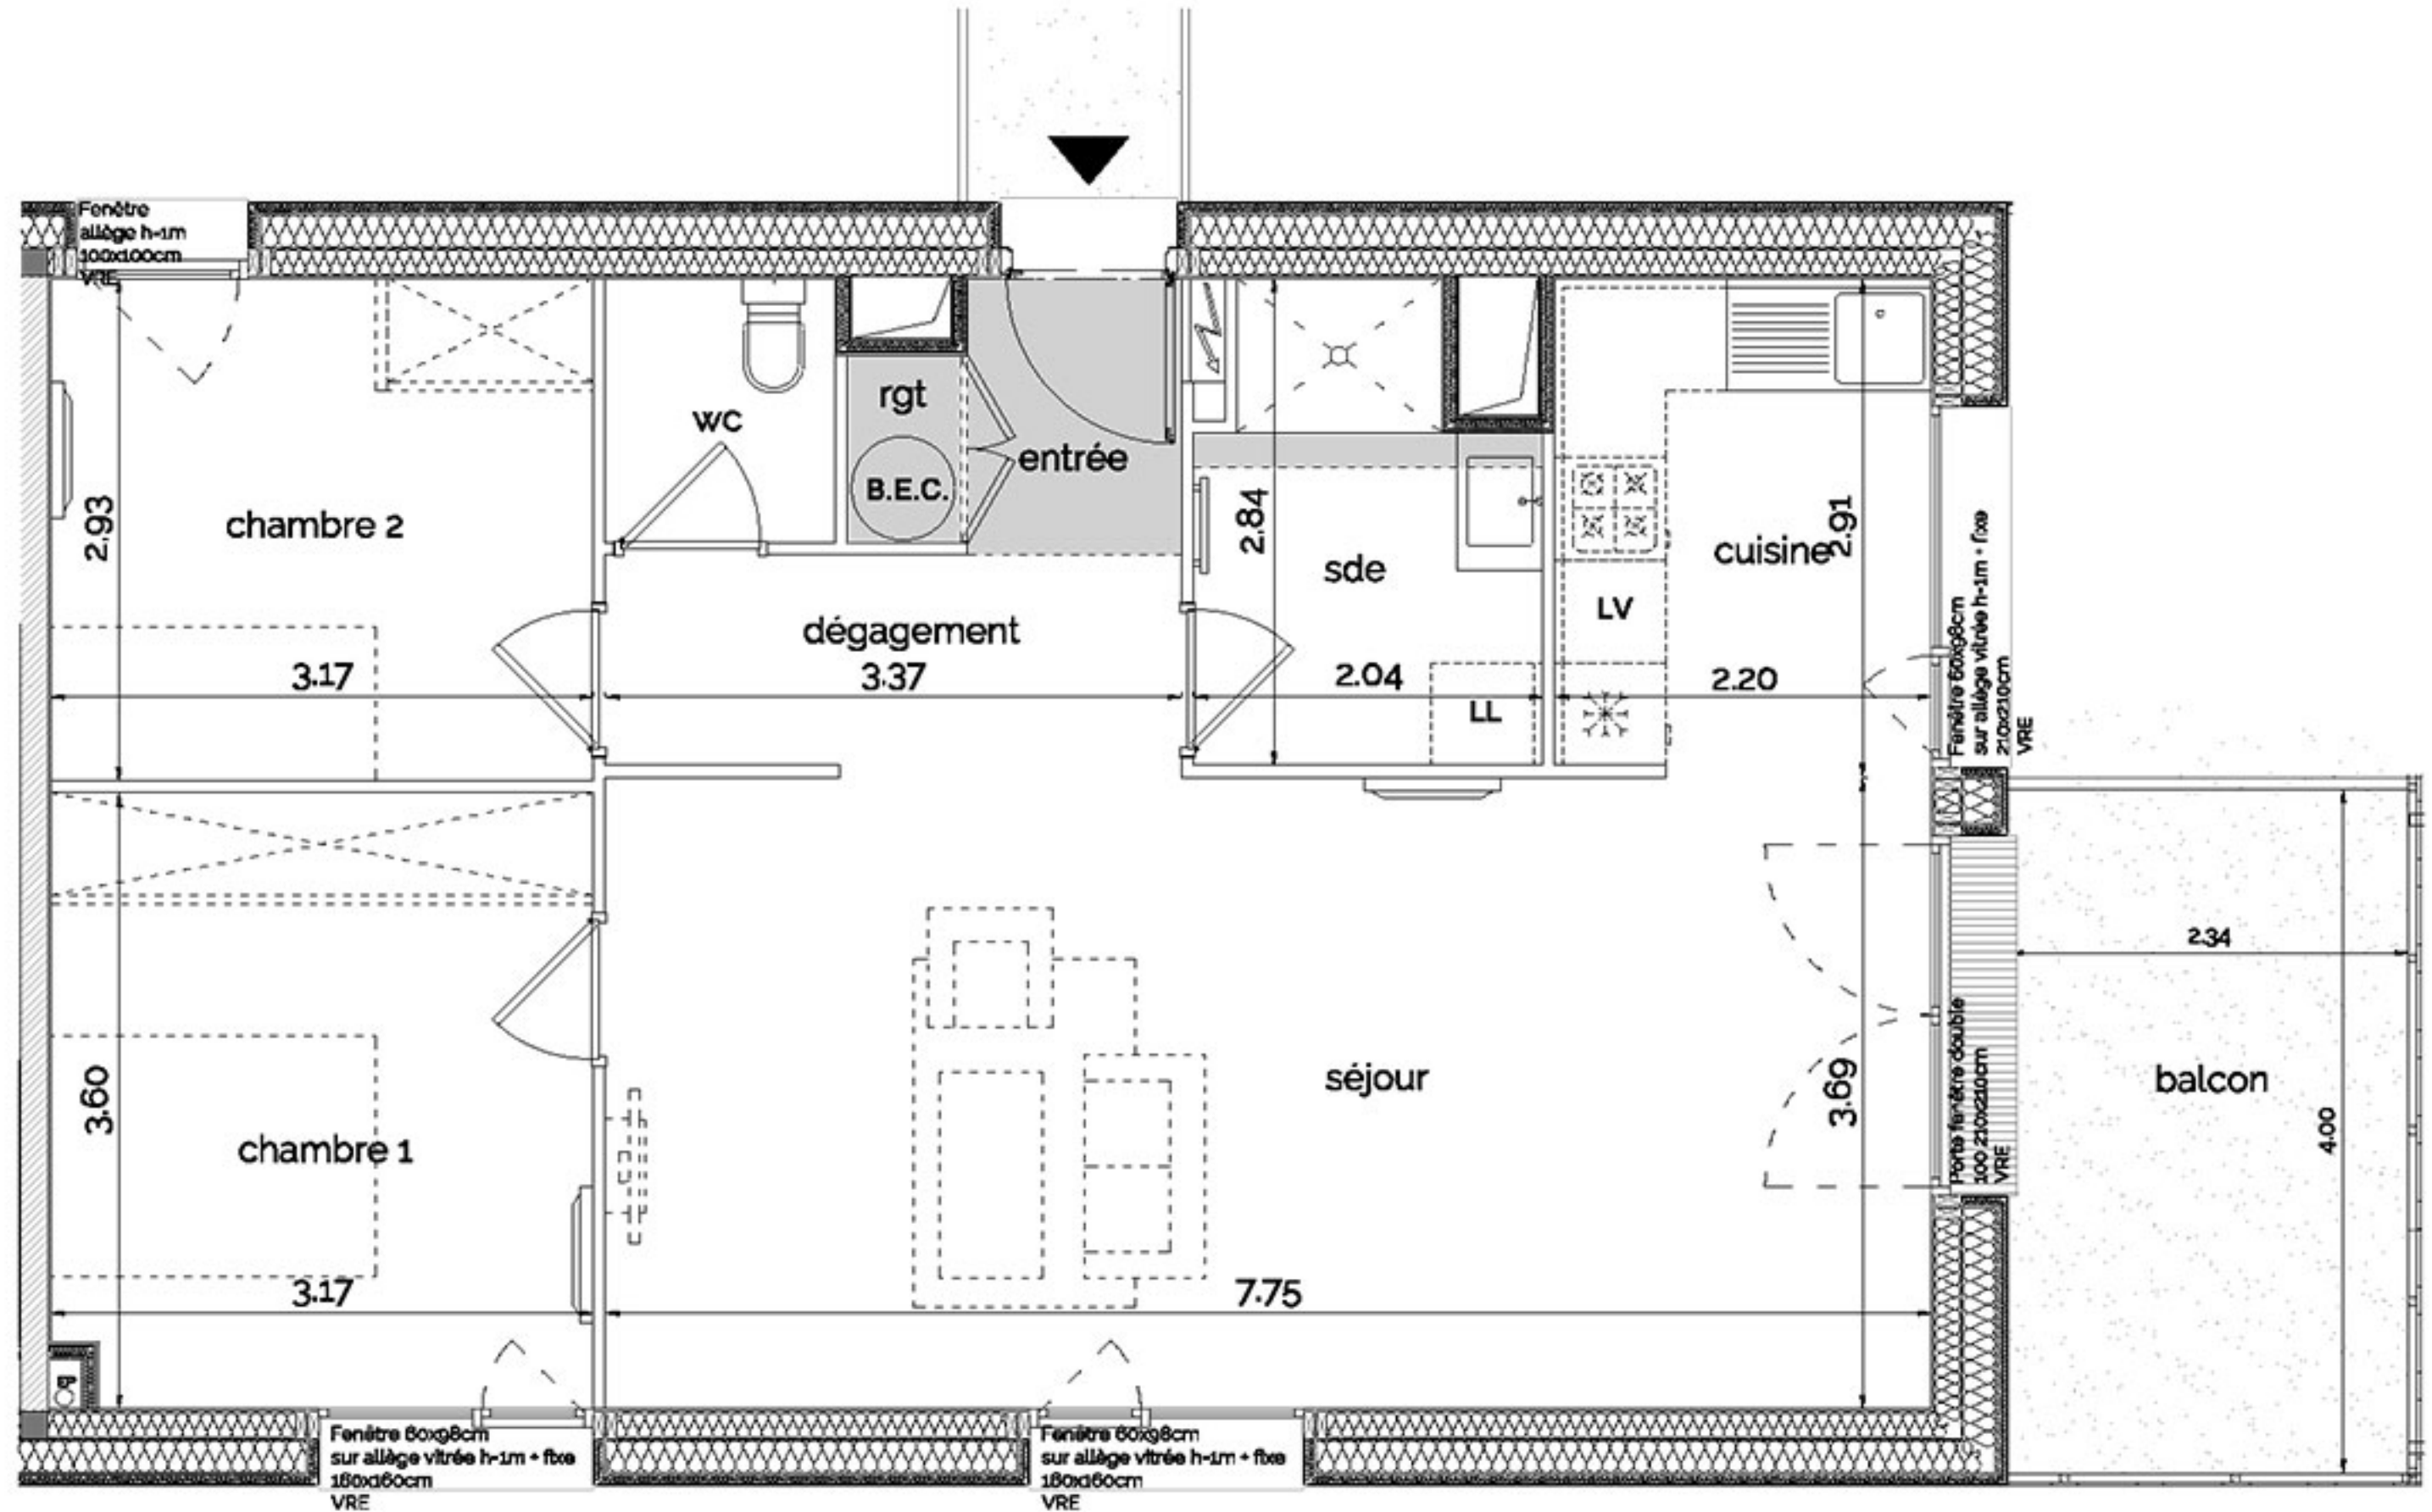 Fenêtre
allège h-1m
100x100cm
VRE
rgt
WC
entrée
B.E.C.
2.93
chambre 2
2.84
2.91
cuisine
sde
LV
dégagement
3.17
3.37
2.04
2.20
LL
Fenêtre 60x98cm
sur allège vitrée h-1m + fixe
210x210cm
VRE
2.34
séjour
balcon
3.60
3.69
4.00
Porte fenêtre double
100 210x210cm
VRE
chambre 1
3.17
7.75
EP
Fenêtre 60x98cm
sur allège vitrée h-1m + fixe
160x160cm
VRE
Fenêtre 60x98cm
sur allège vitrée h-1m + fixe
160x160cm
VRE